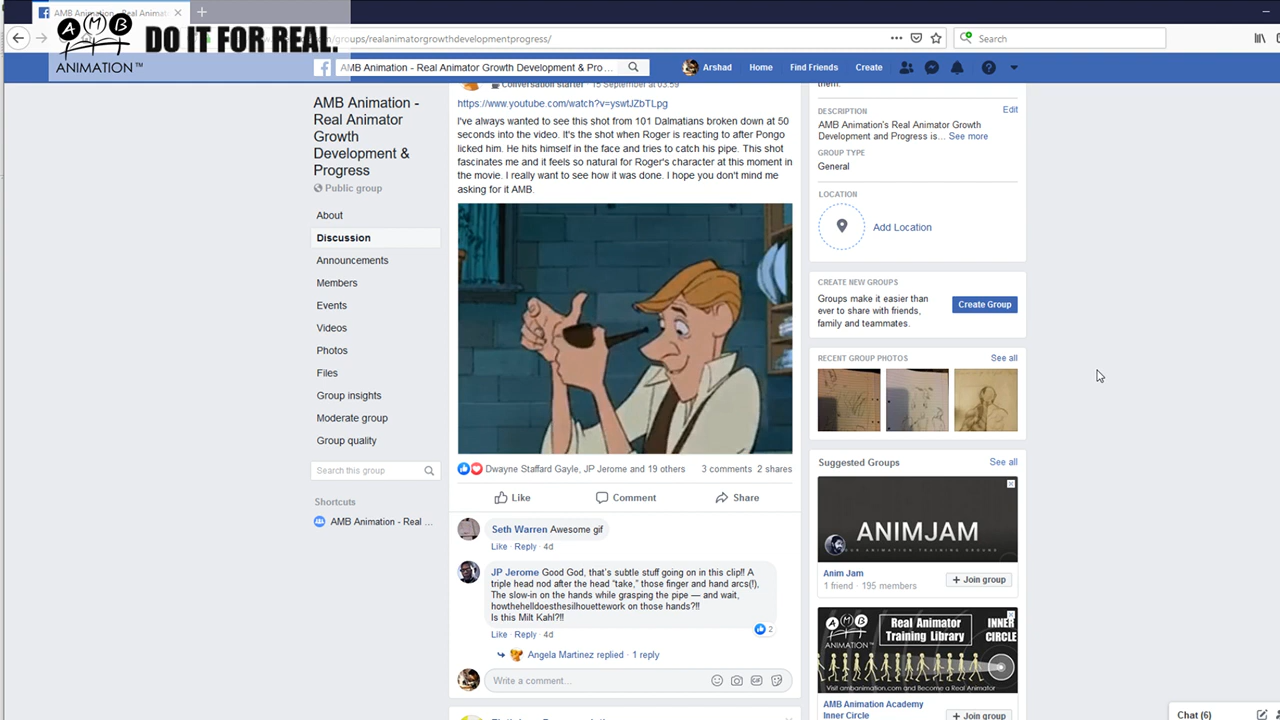 AMB Animation - Real Animat
AMB
ANIMATION™
DO IT FOR REAL.
/groups/realanimatorgrowthdevelopmentprogress/
Search
AMB Animation - Real Animator Growth Development & Pro ...
Arshad
Home
Find Friends
Create
AMB Animation -
Real Animator
Growth
Development &
Progress
Public group
About
Discussion
Announcements
Members
Events
Videos
Photos
Files
Group insights
Moderate group
Group quality
Search this group
Shortcuts
AMB Animation - Real ...
Conversation starter · 15 September at 03:59
https://www.youtube.com/watch?v=yswtJZbTLpg
I've always wanted to see this shot from 101 Dalmatians broken down at 50
seconds into the video. It's the shot when Roger is reacting to after Pongo
licked him. He hits himself in the face and tries to catch his pipe. This shot
fascinates me and it feels so natural for Roger's character at this moment in
the movie. I really want to see how it was done. I hope you don't mind me
asking for it AMB.
Dwayne Staffard Gayle, JP Jerome and 19 others
3 comments 2 shares
Like
Comment
Share
Seth Warren Awesome gif
Like · Reply · 4d
JP Jerome Good God, that's subtle stuff going on in this clip!! A
triple head nod after the head "take," those finger and hand arcs(!),
The slow-in on the hands while grasping the pipe — and wait,
howthehelldoesthesilhouettework on those hands?!!
Is this Milt Kahl?!!
2
Like · Reply · 4d
Angela Martinez replied · 1 reply
Write a comment...
GIF
them.
DESCRIPTION
Edit
AMB Animation's Real Animator Growth
Development and Progress is... See more
GROUP TYPE
General
LOCATION
Add Location
CREATE NEW GROUPS
Groups make it easier than
ever to share with friends,
family and teammates.
Create Group
RECENT GROUP PHOTOS
See all
Suggested Groups
See all
ANIMJAM
OUR ANIMATION TRAINING GROUND
Anim Jam
1 friend · 195 members
+ Join group
AMB
ANIMATION™
Real Animator
Training Library
INNER
CIRCLE
Visit ambanimation.com and Become a Real Animator
AMB Animation Academy
Inner Circle
+ Join group
Chat (6)